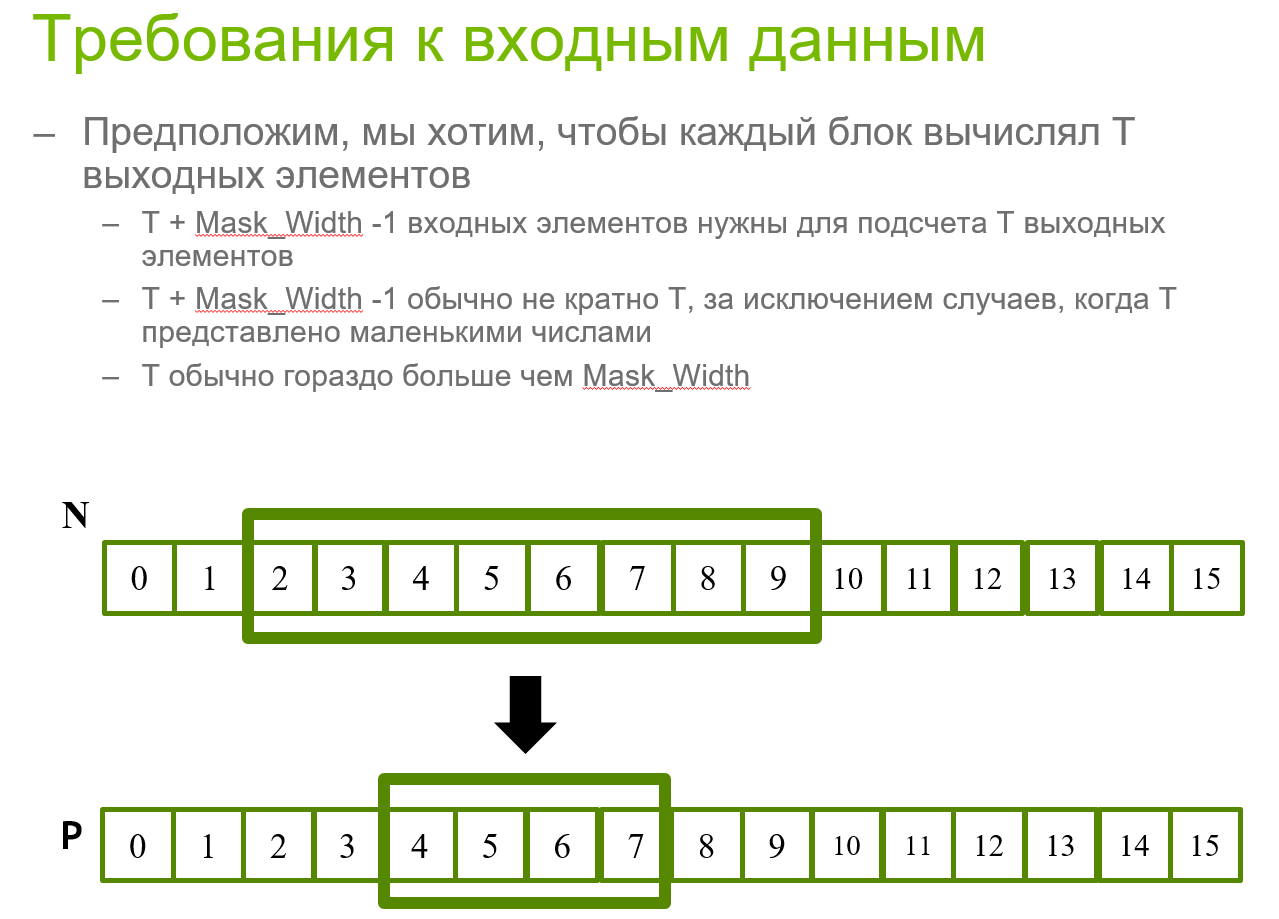 Требования к входным данным
– Предположим, мы хотим, чтобы каждый блок вычислял T
выходных элементов
– T + Mask_Width -1 входных элементов нужны для подсчета T выходных
элементов
– T + Mask_Width -1 обычно не кратно T, за исключением случаев, когда T
представлено маленькими числами
– T обычно гораздо больше чем Mask_Width
N
0 1 2 3 4 5 6 7 8 9 10 11 12 13 14 15
P
0 1 2 3 4 5 6 7 8 9 10 11 12 13 14 15